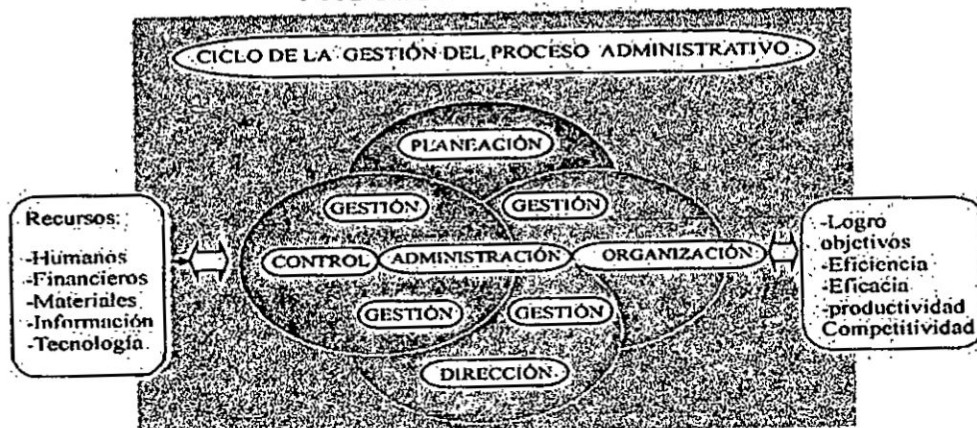 CICLO DE LA GESTIÓN DEL PROCESO ADMINISTRATIVO
PLANEACIÓN
GESTIÓN
GESTIÓN
Recursos:
-Humanos
-Financieros
-Materiales
-Información
-Tecnología
CONTROL
ADMINISTRACIÓN
ORGANIZACIÓN
-Logro
objetivos
-Eficiencia
-Eficacia
-productividad
Competitividad
GESTIÓN
GESTIÓN
DIRECCIÓN